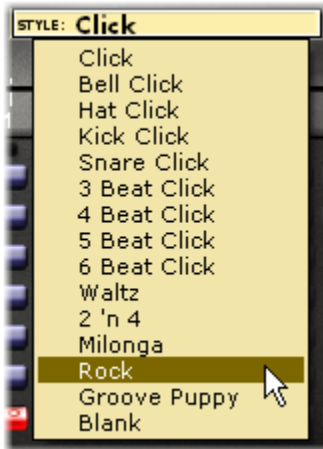 STYLE: Click
Click
Bell Click
Hat Click
Kick Click
Snare Click
3 Beat Click
4 Beat Click
5 Beat Click
6 Beat Click
Waltz
2 'n 4
Milonga
Rock
Groove Puppy
Blank